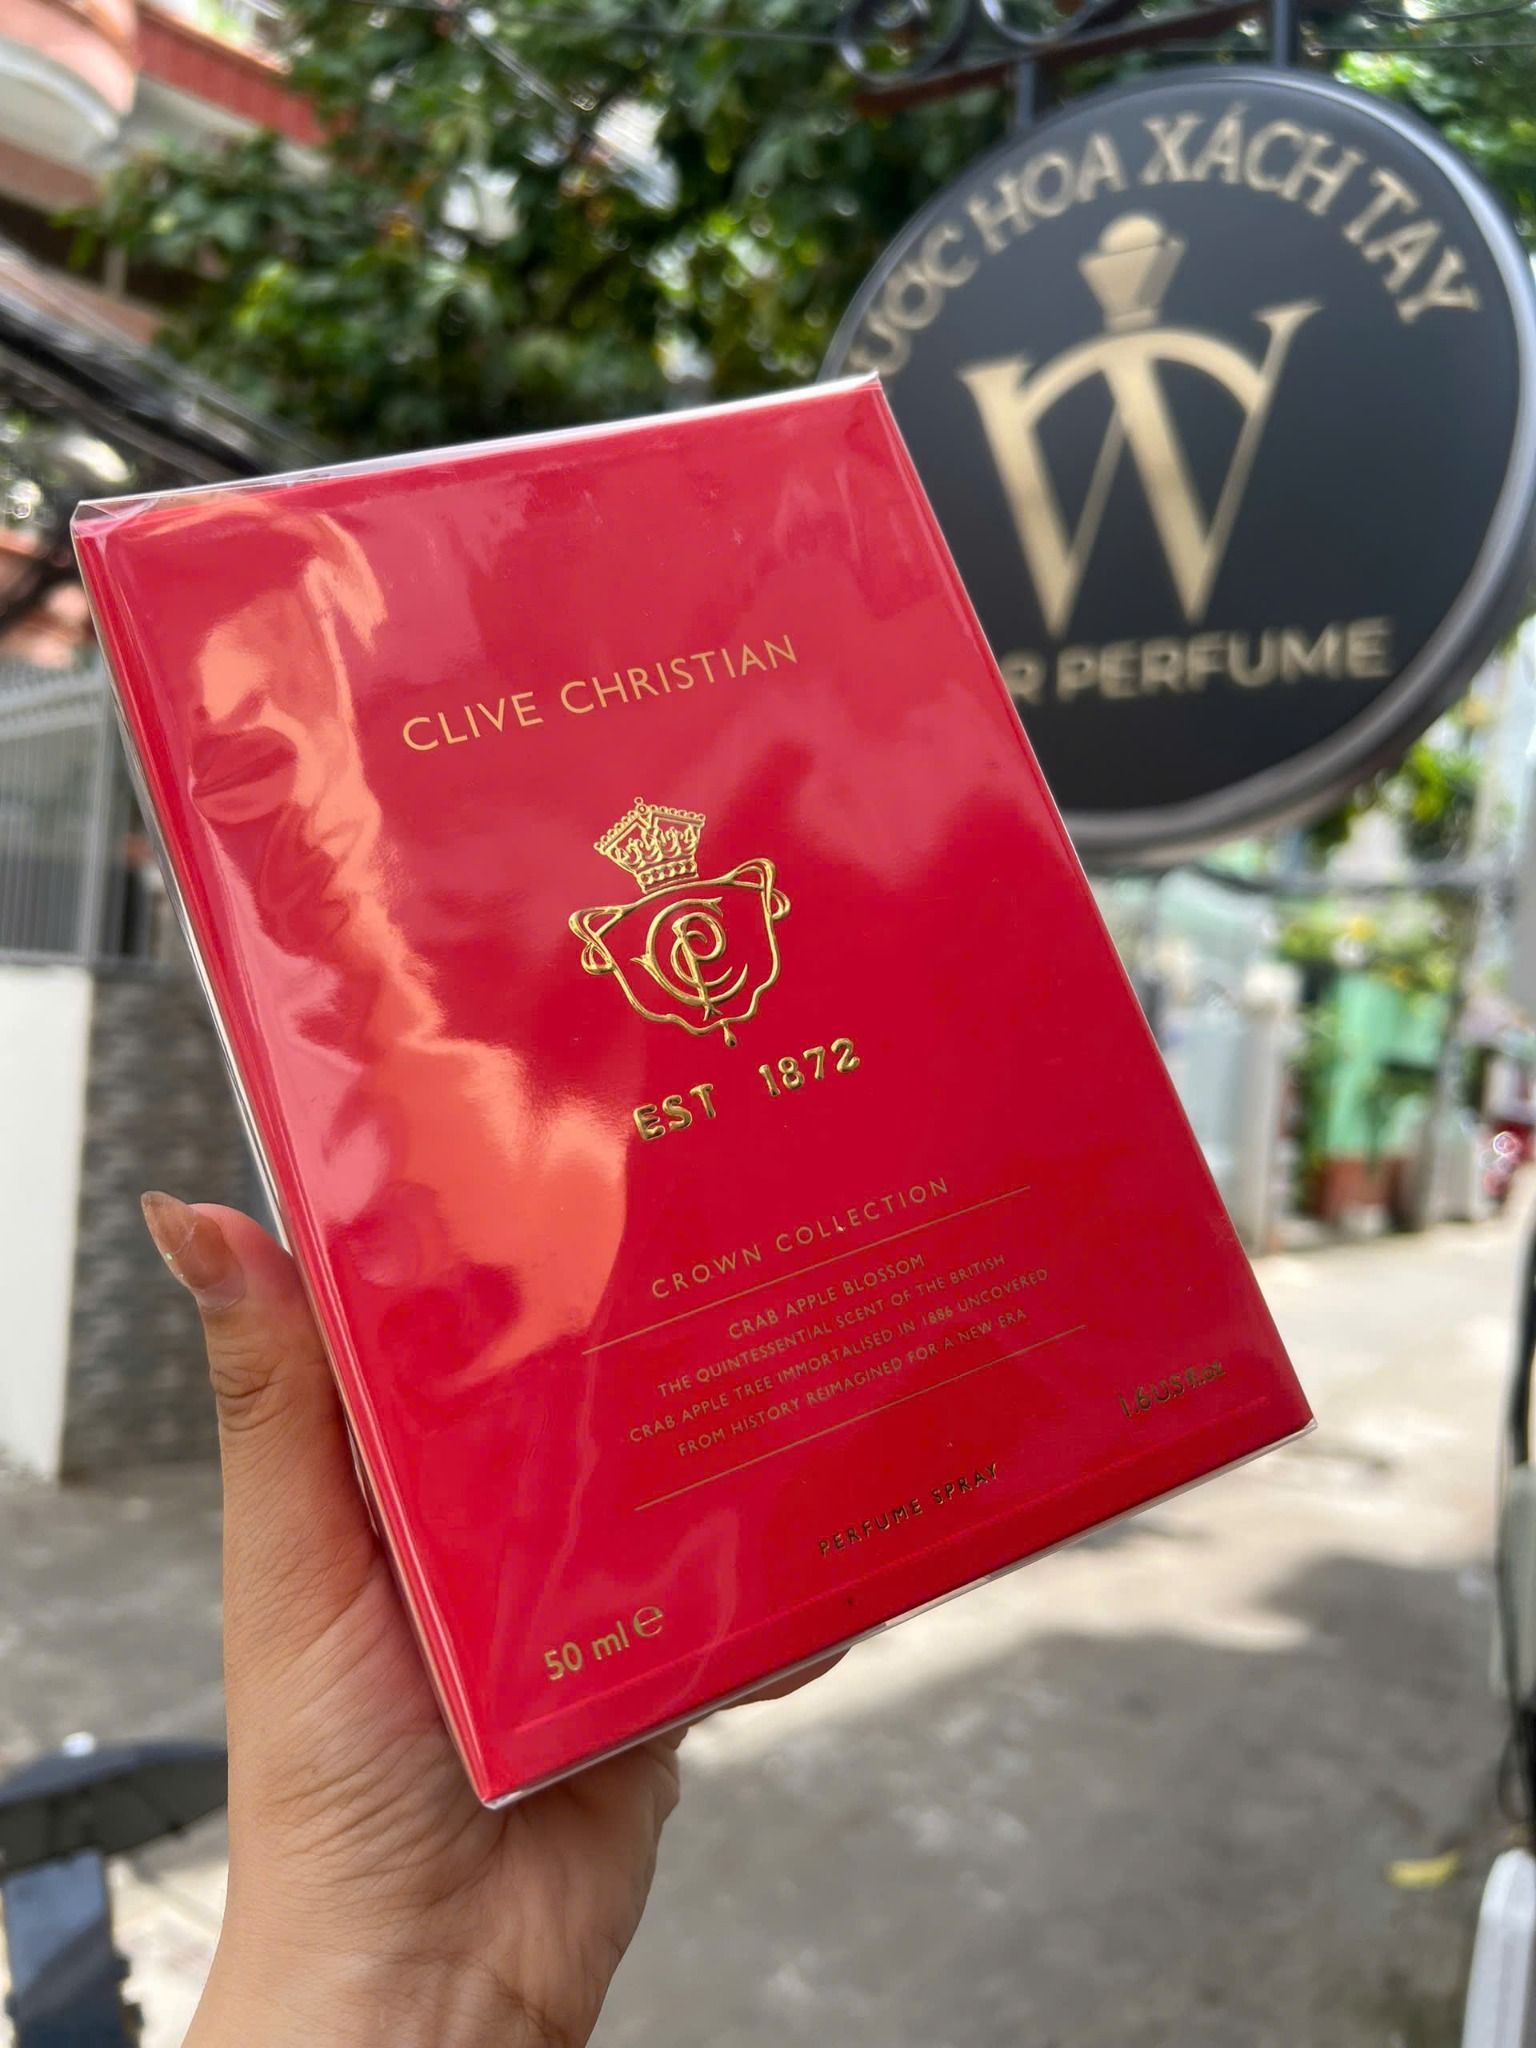 ƯỚC HOA XÁCH TAY
R PERFUME
CLIVE CHRISTIAN
EST 1872
CROWN COLLECTION
CRAB APPLE BLOSSOM
THE QUINTESSENTIAL SCENT OF THE BRITISH
CRAB APPLE TREE IMMORTALISED IN 1886 UNCOVERED
FROM HISTORY REIMAGINED FOR A NEW ERA
1.6US fl.oz
PERFUME SPRAY
50 ml ℮